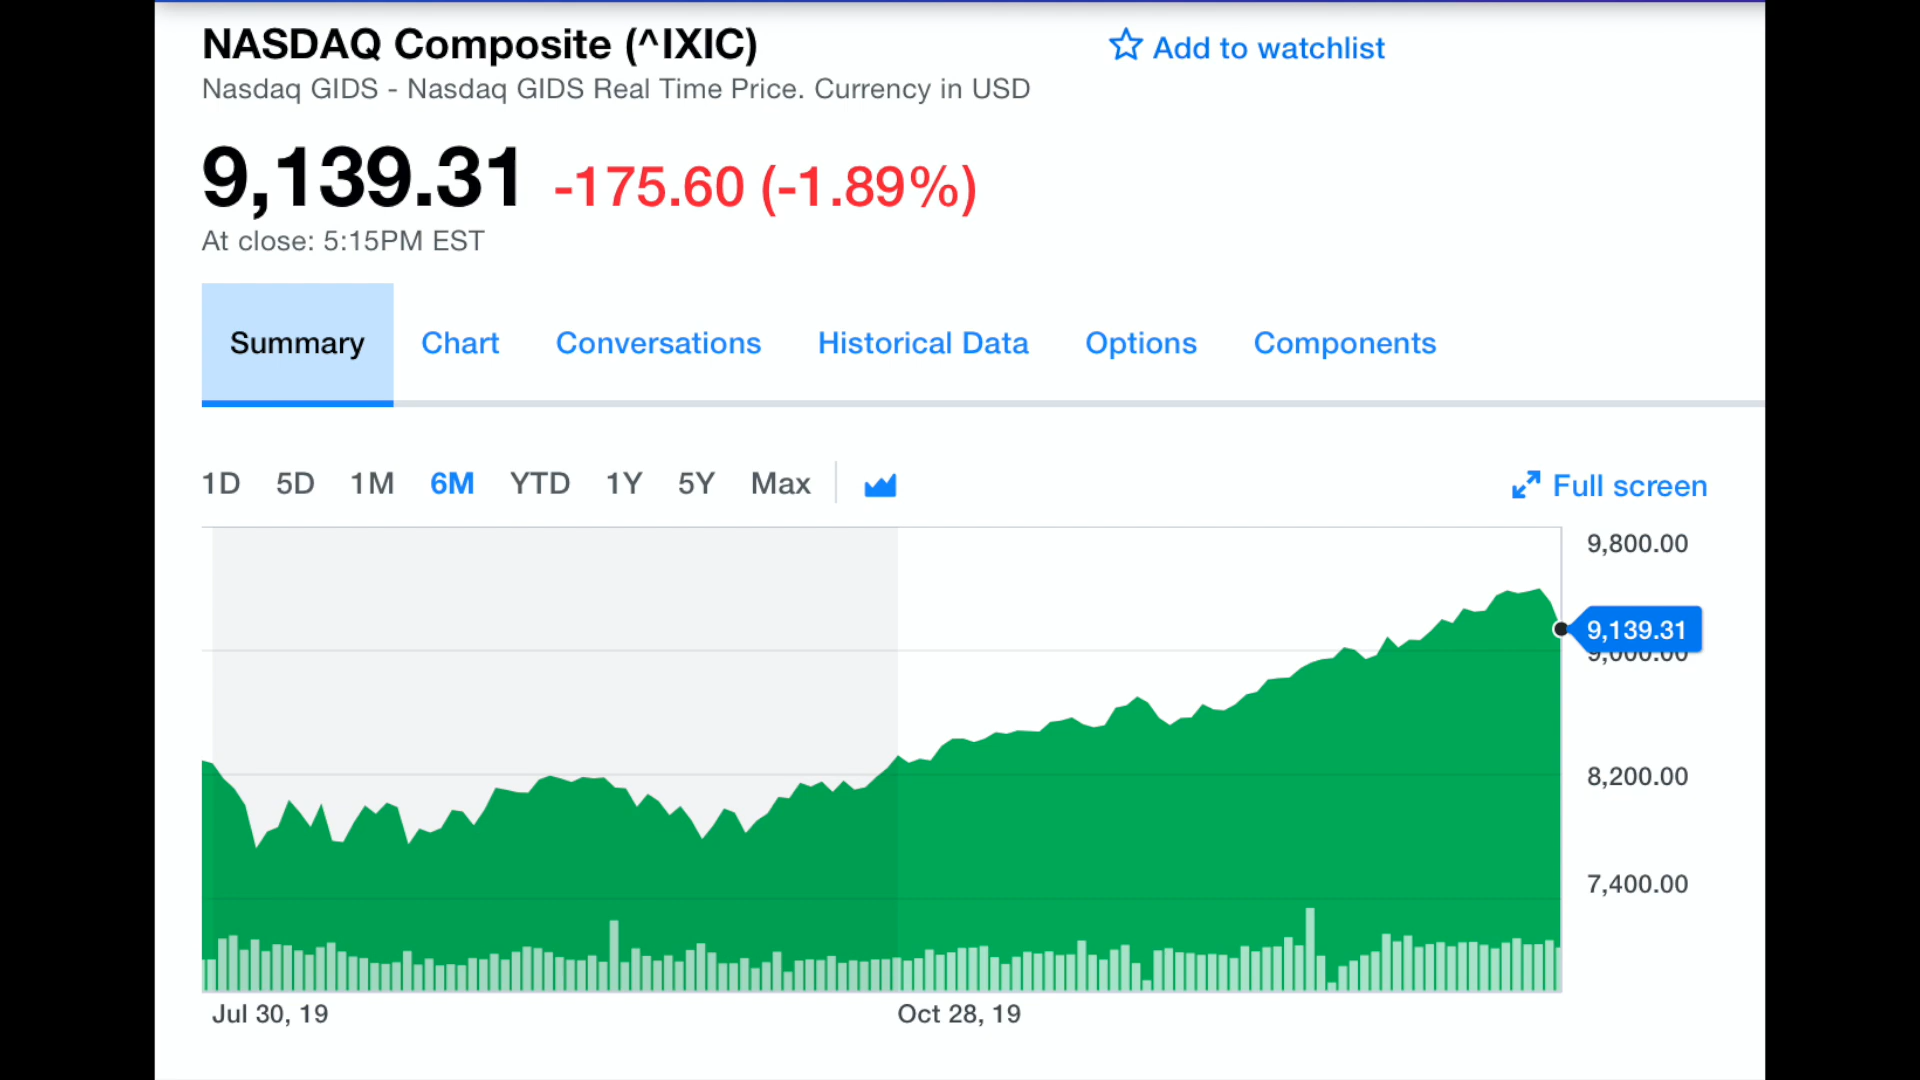 NASDAQ Composite (^IXIC)
Add to watchlist
Nasdaq GIDS - Nasdaq GIDS Real Time Price. Currency in USD
9,139.31 -175.60 (-1.89%)
At close: 5:15PM EST
Summary Chart Conversations Historical Data Options Components
1D 5D 1M 6M YTD 1Y 5Y Max
Full screen
9,800.00
9,139.31
9,000.00
8,200.00
7,400.00
Jul 30, 19 Oct 28, 19